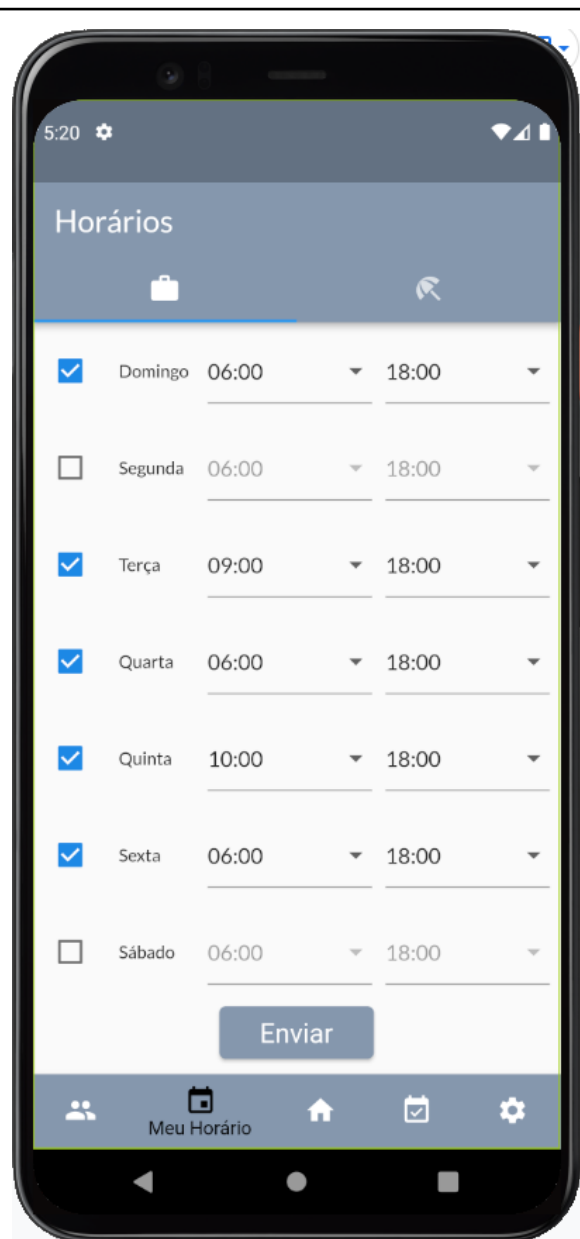 5:20
Horários
Domingo 06:00 18:00
Segunda 06:00 18:00
Terça 09:00 18:00
Quarta 06:00 18:00
Quinta 10:00 18:00
Sexta 06:00 18:00
Sábado 06:00 18:00
Enviar
Meu Horário